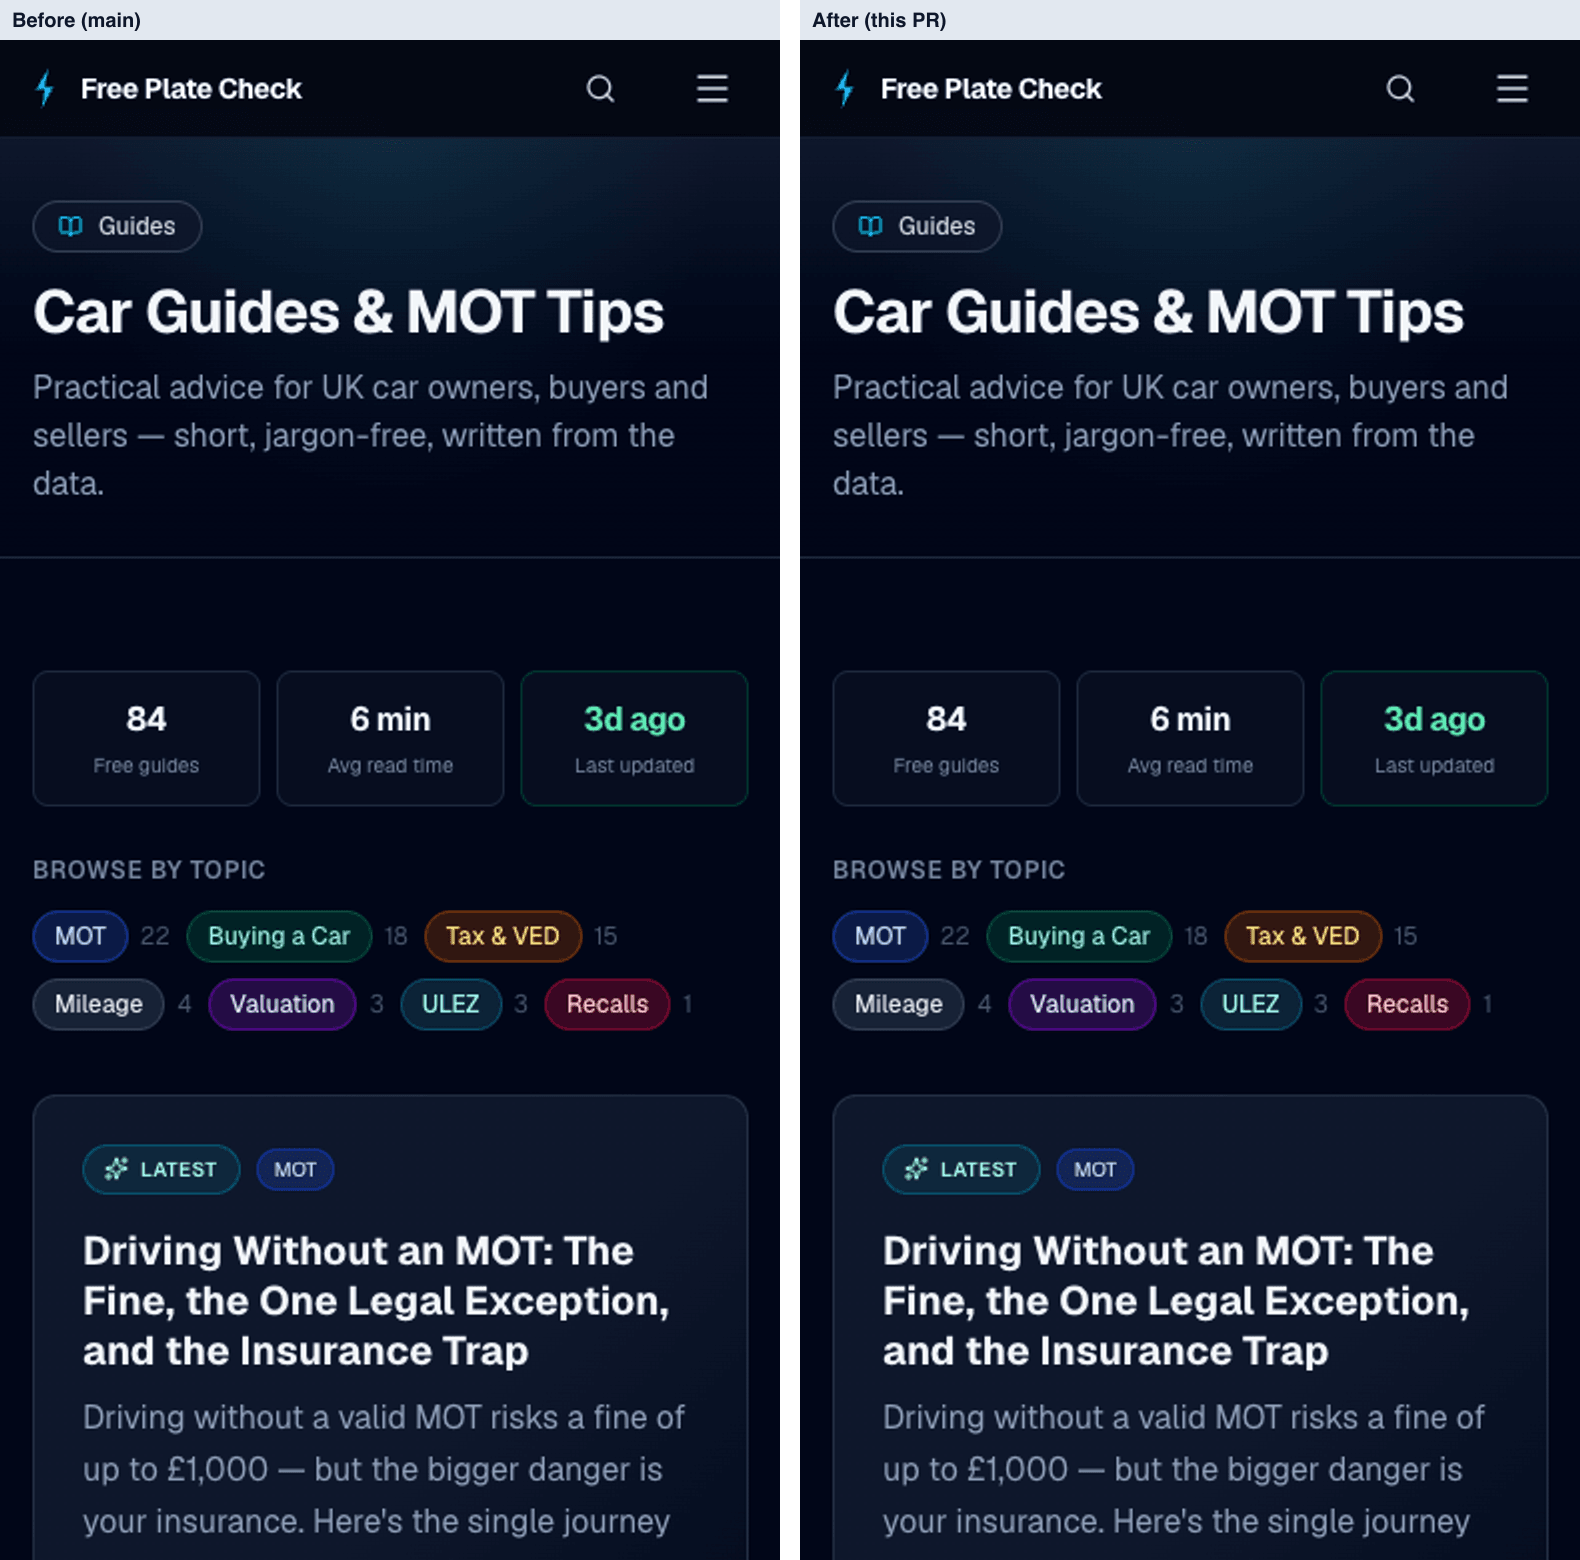 Before (main)
Free Plate Check
Guides
Car Guides & MOT Tips
Practical advice for UK car owners, buyers and
sellers — short, jargon-free, written from the
data.
84
Free guides
6 min
Avg read time
3d ago
Last updated
BROWSE BY TOPIC
MOT 22 Buying a Car 18 Tax & VED 15
Mileage 4 Valuation 3 ULEZ 3 Recalls 1
LATEST MOT
Driving Without an MOT: The
Fine, the One Legal Exception,
and the Insurance Trap
Driving without a valid MOT risks a fine of
up to £1,000 — but the bigger danger is
your insurance. Here's the single journey
After (this PR)
Free Plate Check
Guides
Car Guides & MOT Tips
Practical advice for UK car owners, buyers and
sellers — short, jargon-free, written from the
data.
84
Free guides
6 min
Avg read time
3d ago
Last updated
BROWSE BY TOPIC
MOT 22 Buying a Car 18 Tax & VED 15
Mileage 4 Valuation 3 ULEZ 3 Recalls 1
LATEST MOT
Driving Without an MOT: The
Fine, the One Legal Exception,
and the Insurance Trap
Driving without a valid MOT risks a fine of
up to £1,000 — but the bigger danger is
your insurance. Here's the single journey